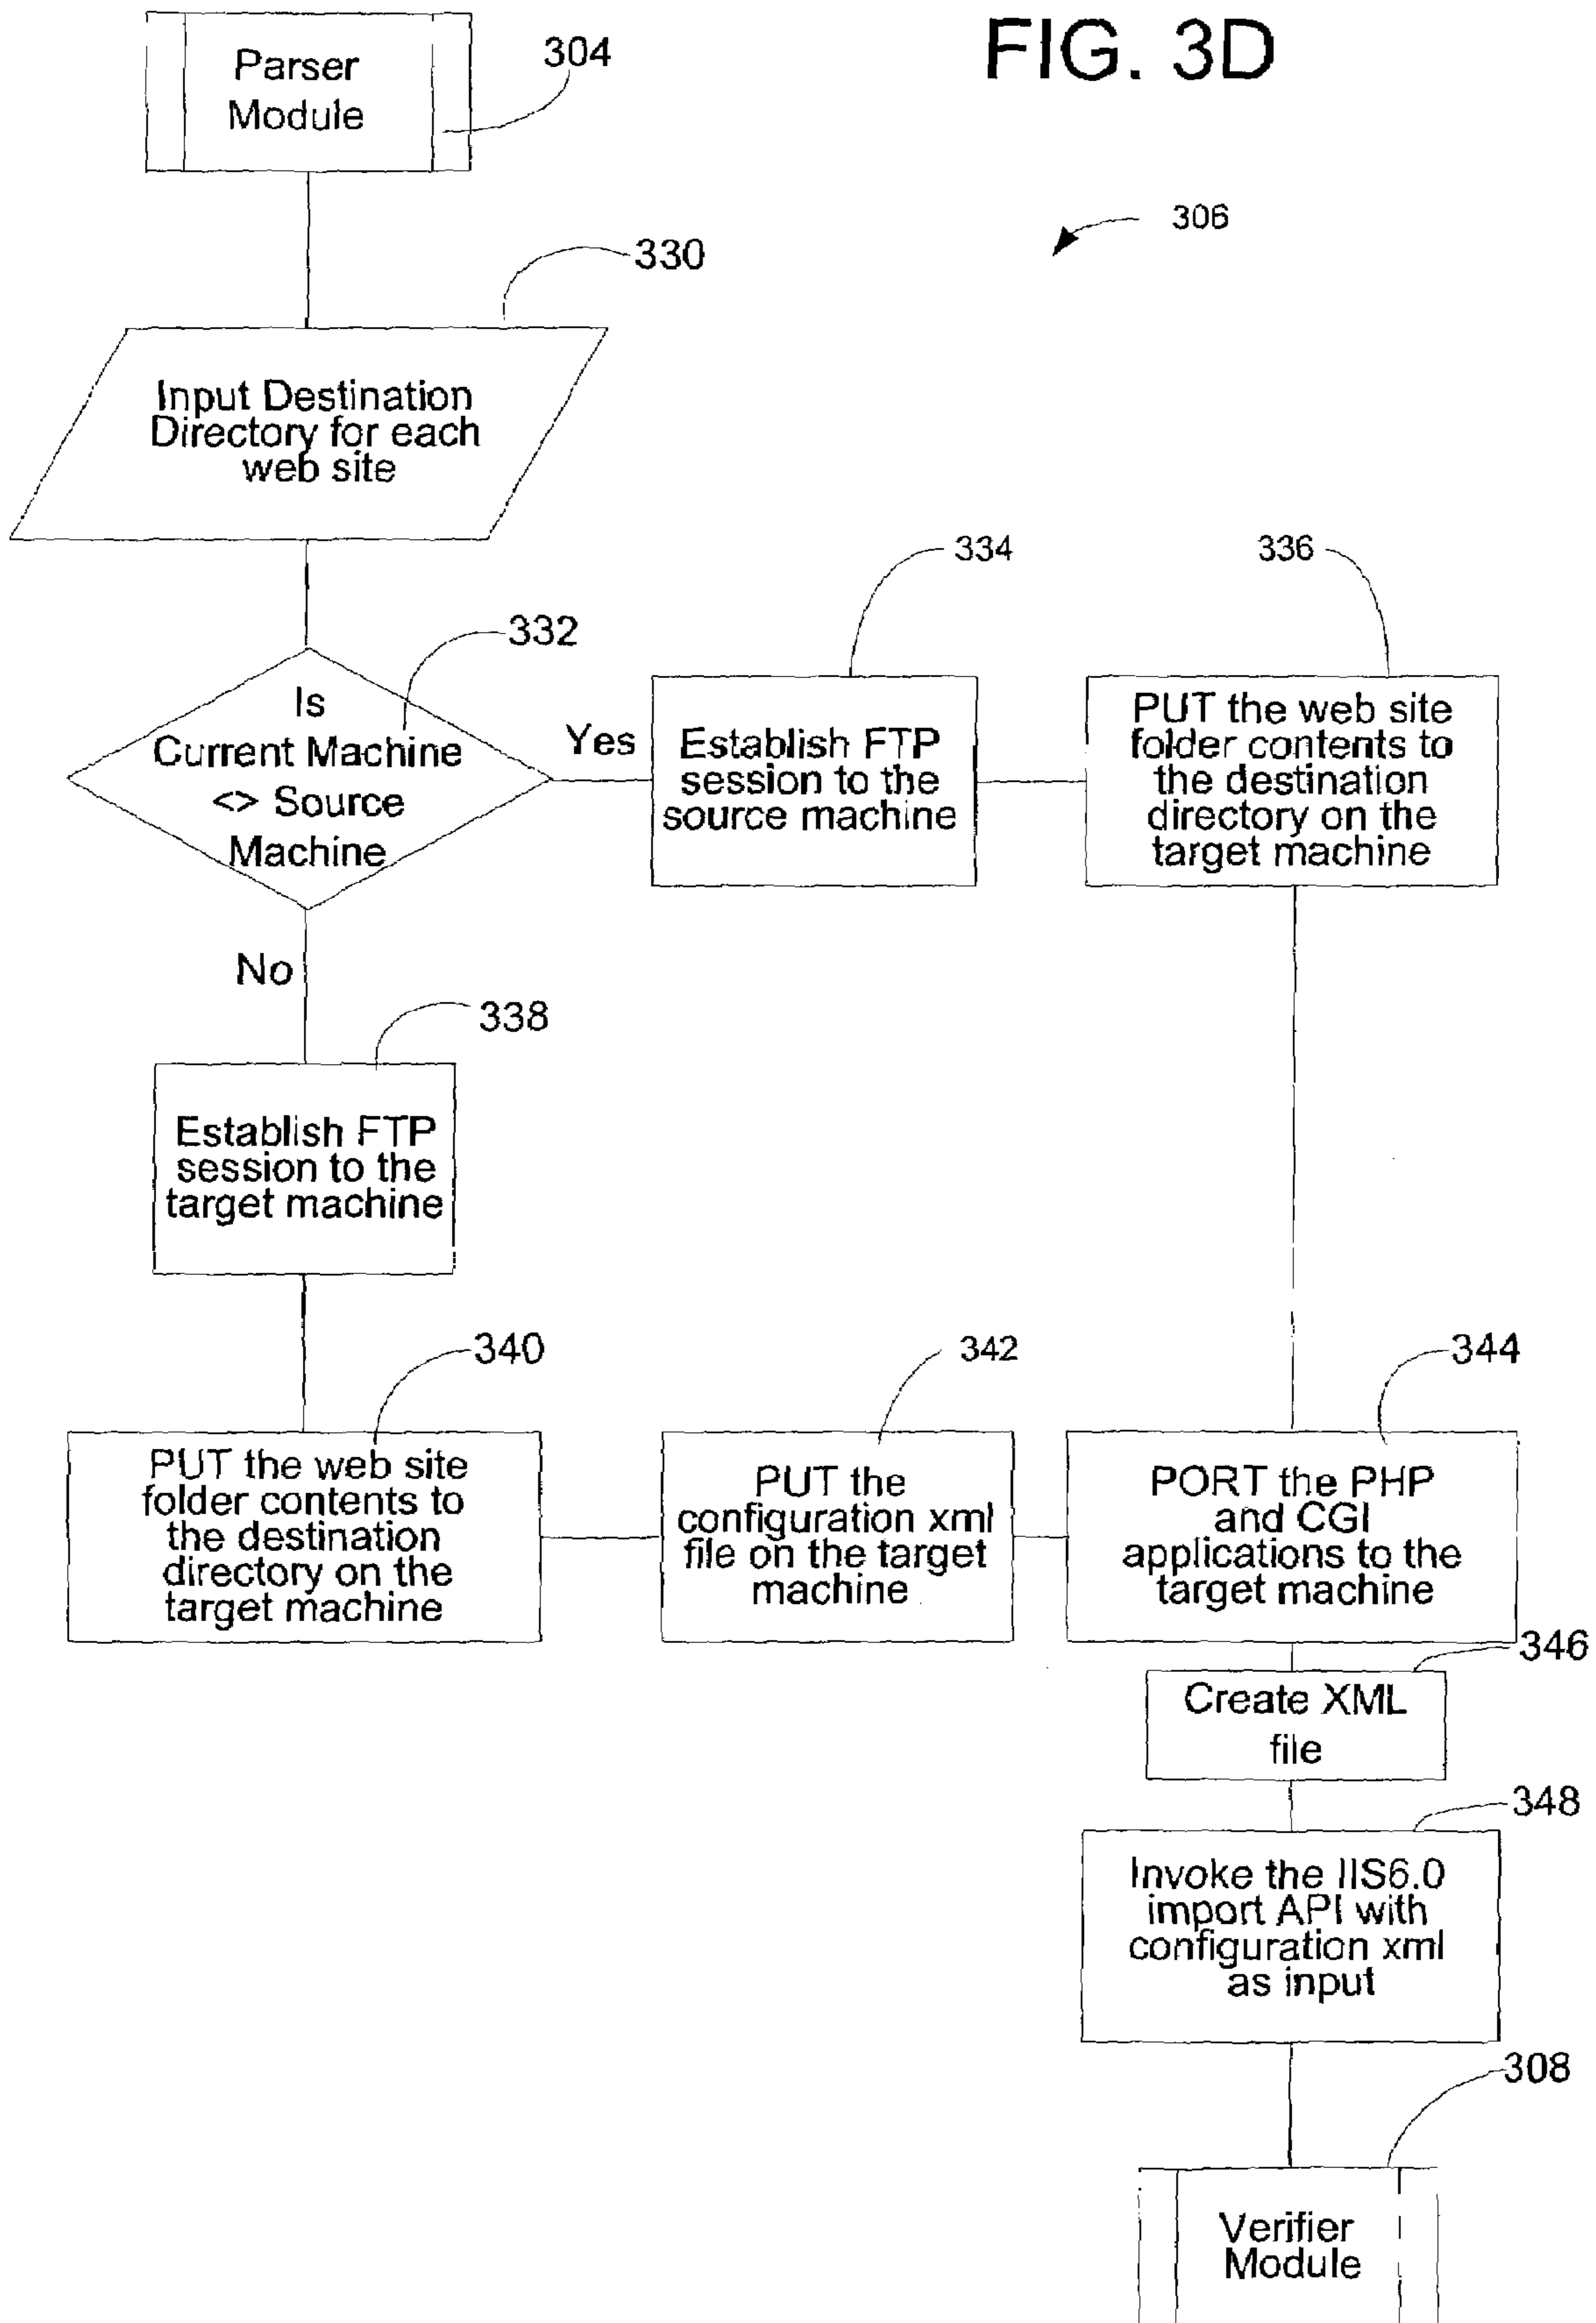 FIG. 3D
Parser
Module
304
306
330
Input Destination
Directory for each
web site
332
Is
Current Machine
<> Source
Machine
Yes
No
334
Establish FTP
session to the
source machine
336
PUT the web site
folder contents to
the destination
directory on the
target machine
338
Establish FTP
session to the
target machine
340
PUT the web site
folder contents to
the destination
directory on the
target machine
342
PUT the
configuration xml
file on the target
machine
344
PORT the PHP
and CGI
applications to the
target machine
346
Create XML
file
348
Invoke the IIS6.0
import API with
configuration xml
as input
308
Verifier
Module